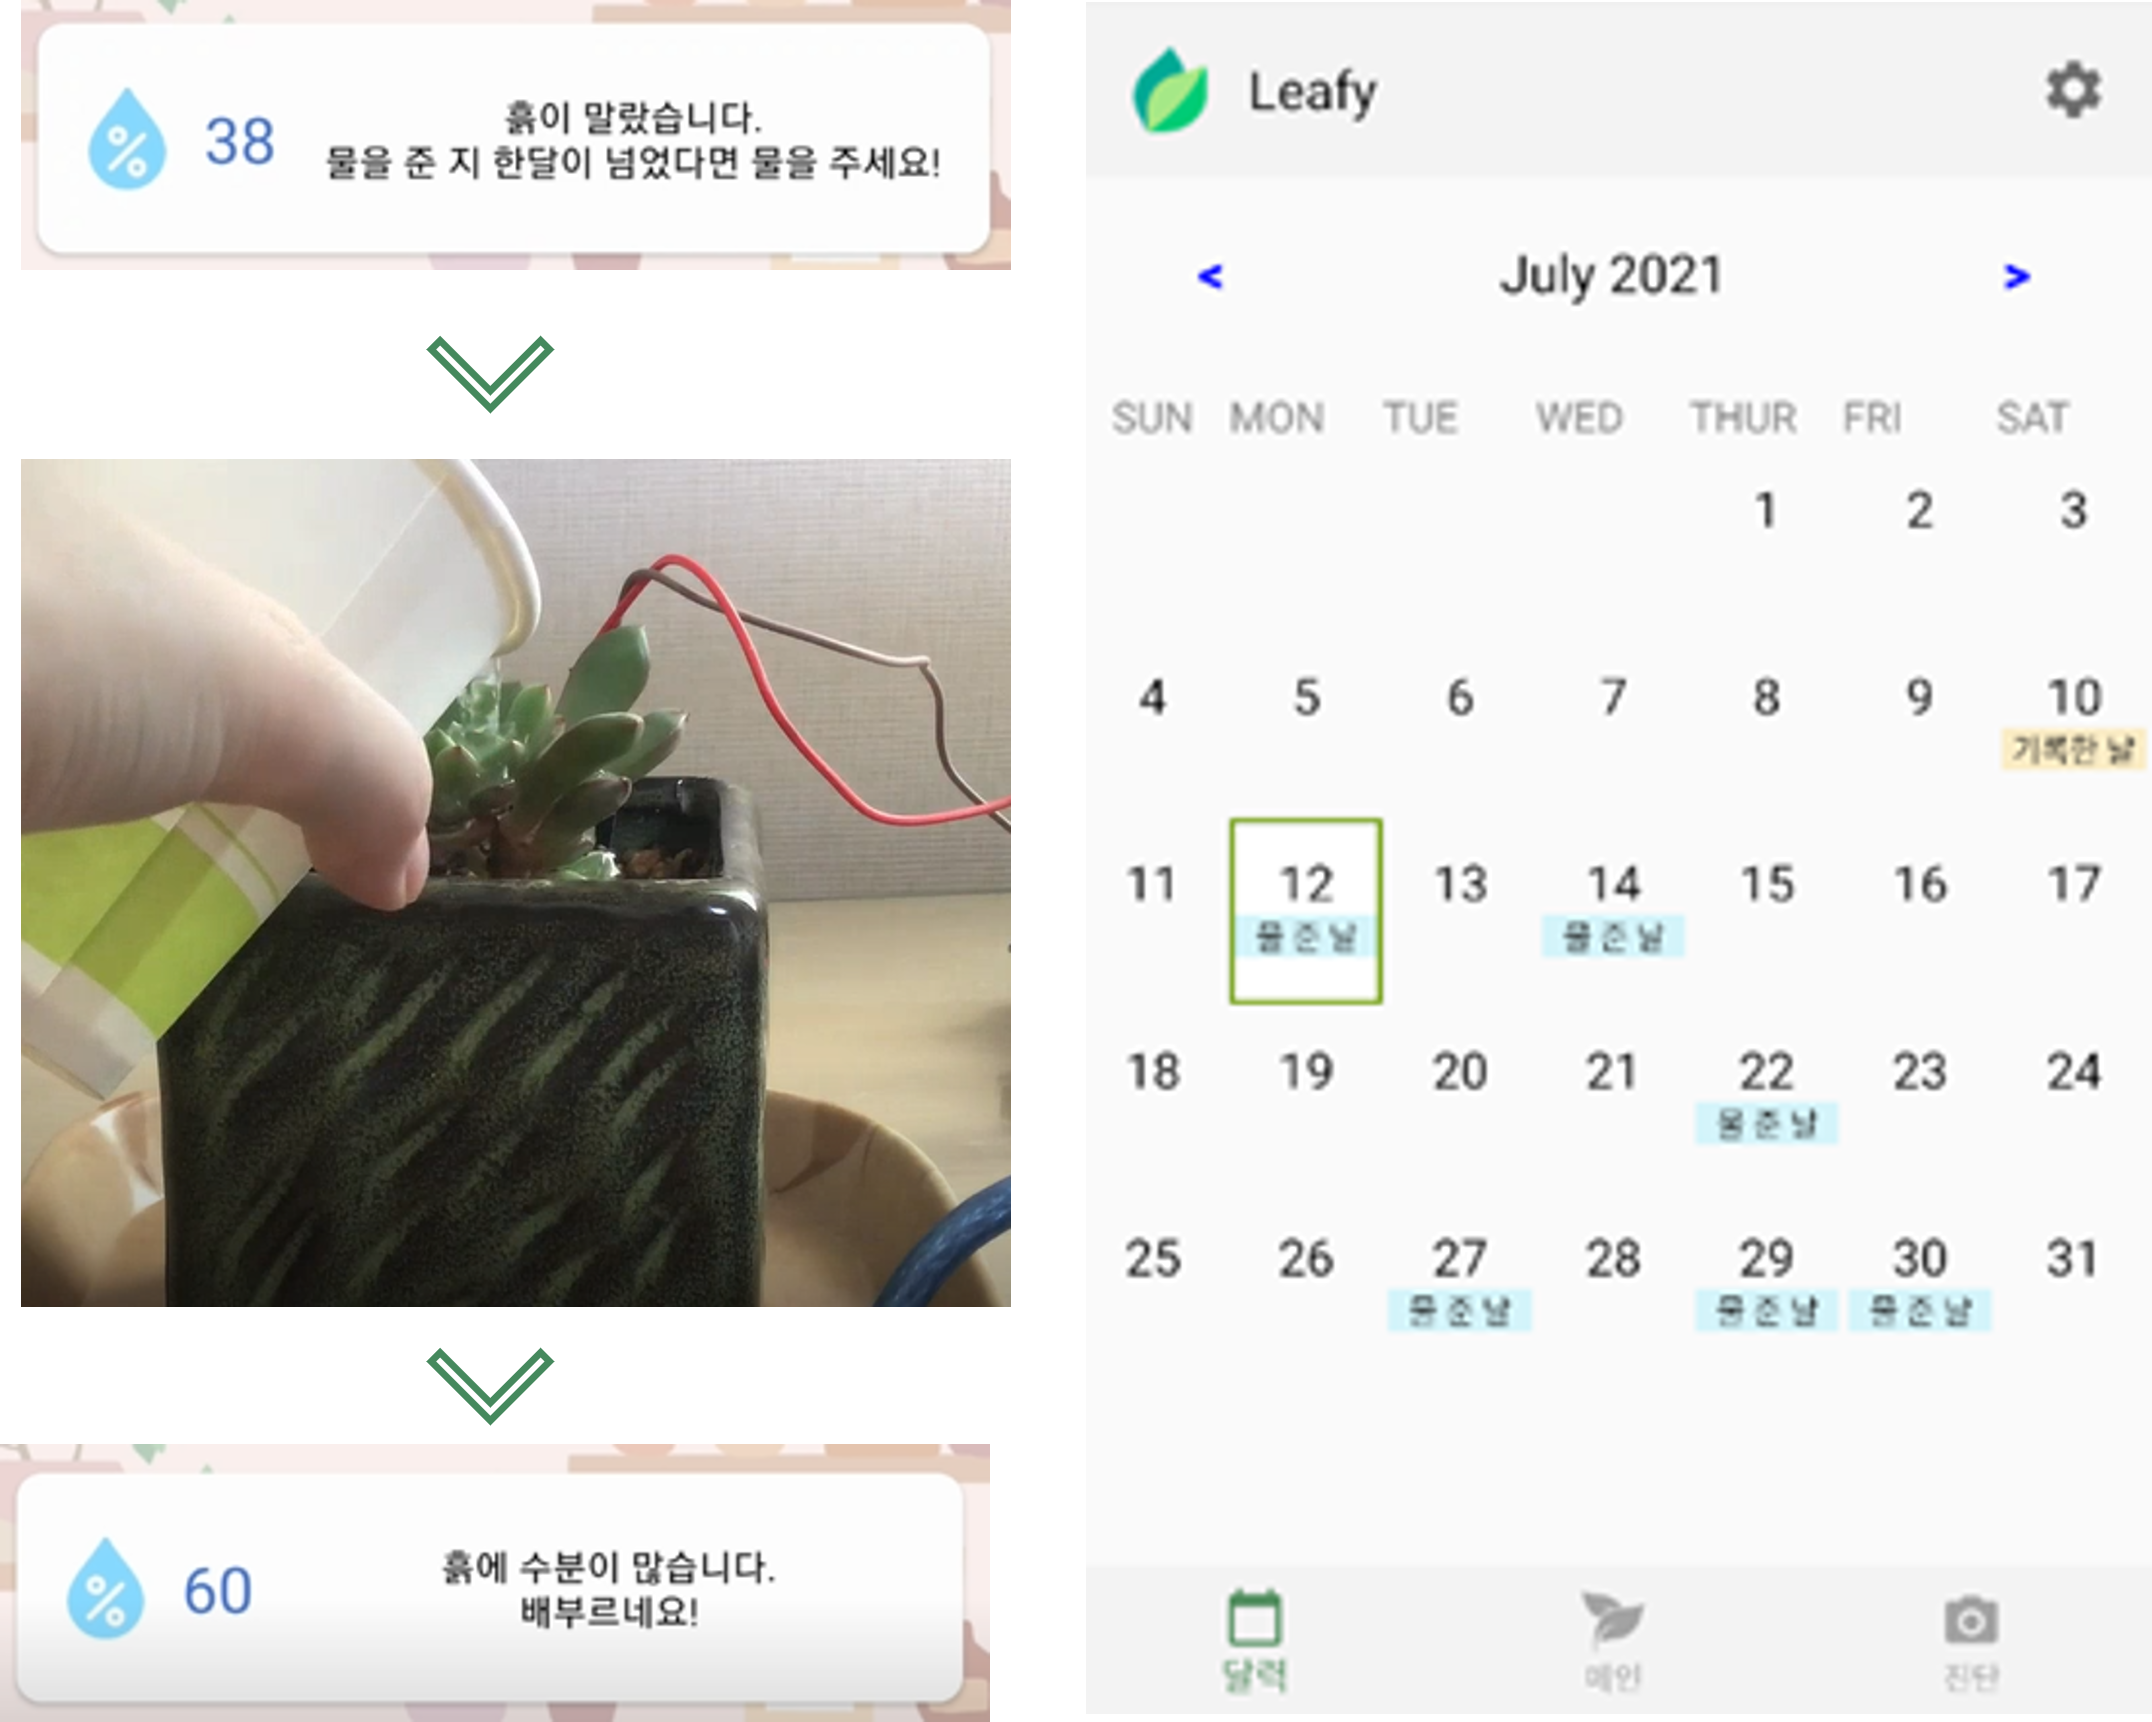 38
흙이 말랐습니다.
물을 준 지 한달이 넘었다면 물을 주세요!
60
흙에 수분이 많습니다.
배부르네요!
Leafy
< July 2021 >
SUN MON TUE WED THUR FRI SAT
1 2 3
4 5 6 7 8 9 10
기록한 날
11 12 13 14 15 16 17
물 준 날 물 준 날
18 19 20 21 22 23 24
물 준 날
25 26 27 28 29 30 31
물 준 날 물 준 날 물 준 날
달력 메인 진단